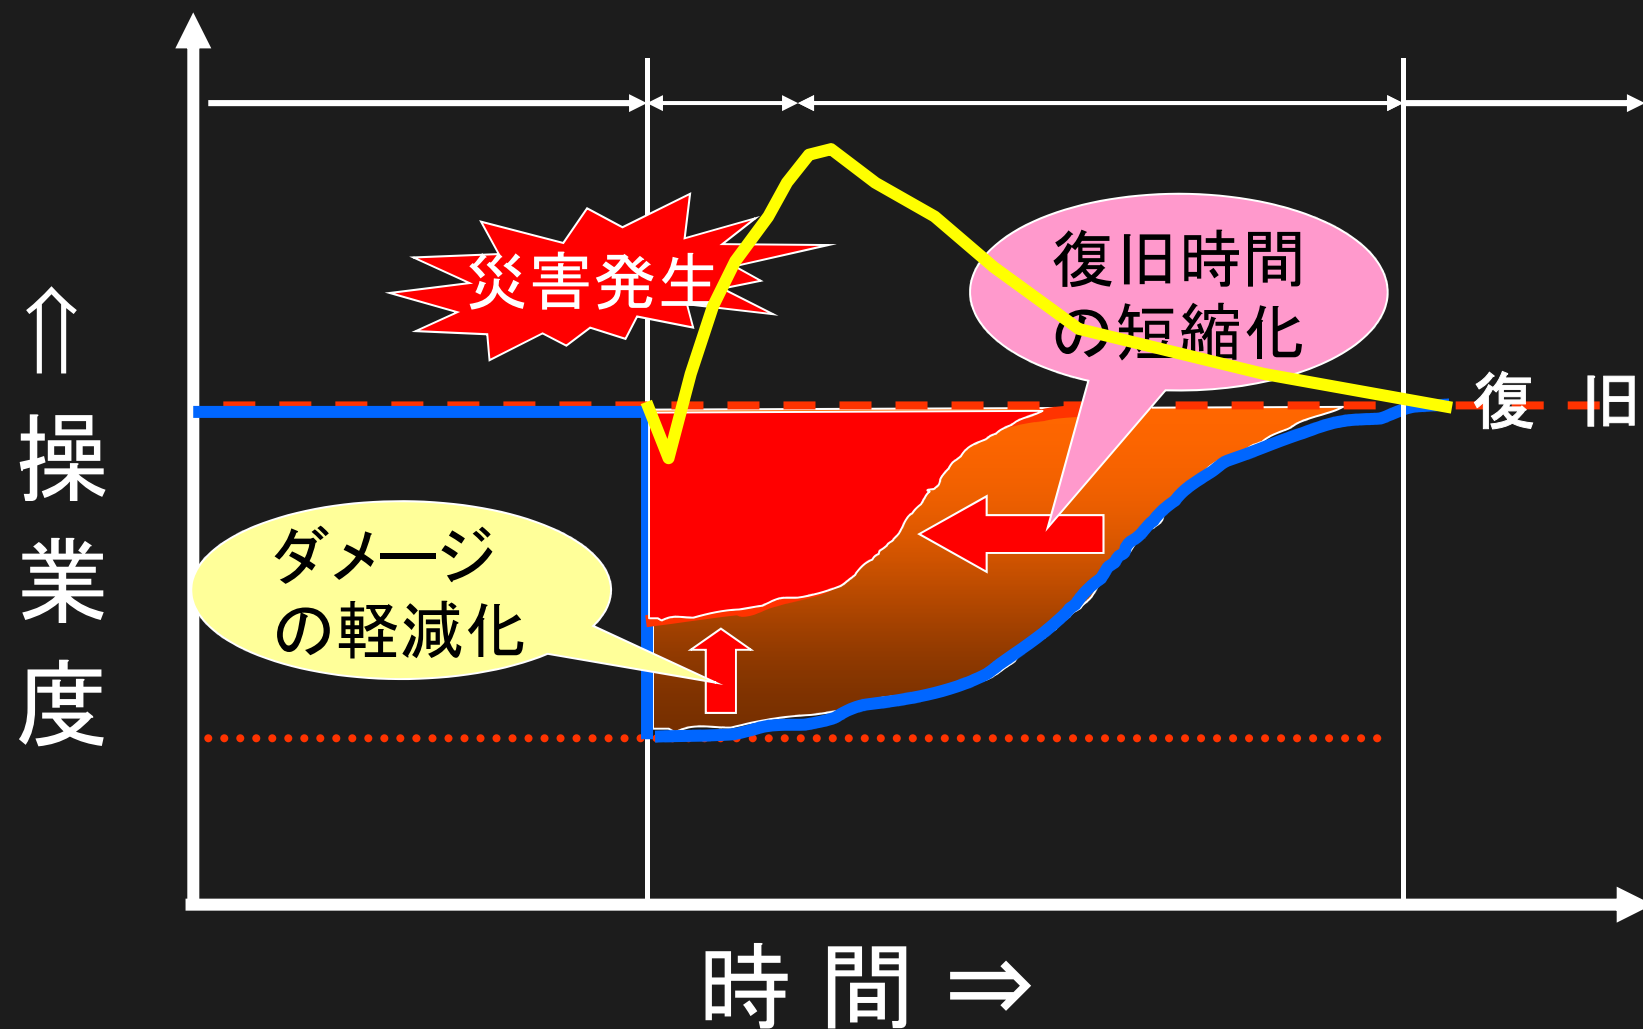 災害発生
復旧時間
の短縮化
復 旧
⇑操業度
ダメージ
の軽減化
時 間 ⇒